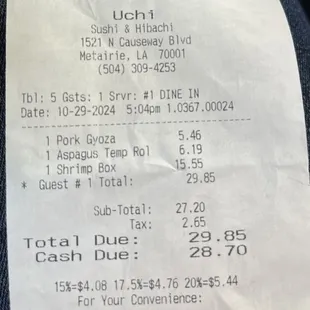 Uchi
Sushi & Hibachi
1521 N Causeway Blvd
Metairie, LA 70001
(504) 309-4253
Tbl: 5 Gsts: 1 Srvr: #1 DINE IN
Date: 10-29-2024 5:04pm 1.0367.00024
1 Pork Gyoza 5.46
1 Aspagus Temp Rol 6.19
1 Shrimp Box 15.55
* Guest # 1 Total: 29.85
Sub-Total: 27.20
Tax: 2.65
Total Due: 29.85
Cash Due: 28.70
15%=$4.08 17.5%=$4.76 20%=$5.44
For Your Convenience: